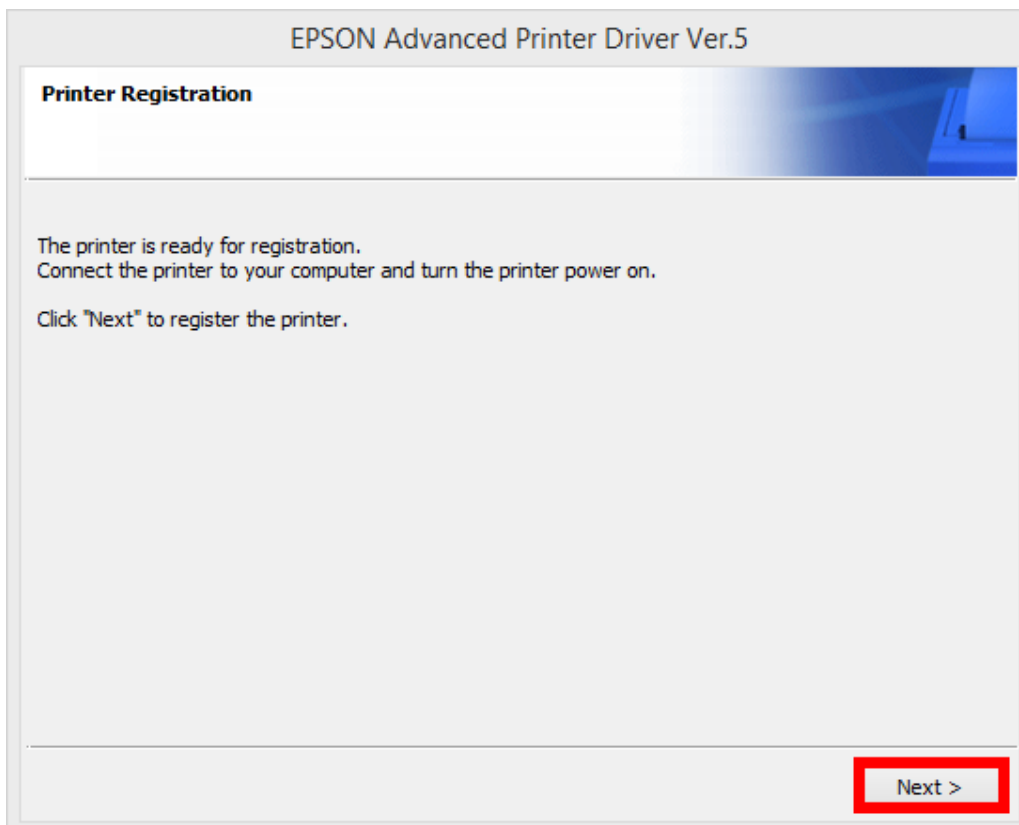 EPSON Advanced Printer Driver Ver.5
Printer Registration
The printer is ready for registration.
Connect the printer to your computer and turn the printer power on.
Click "Next" to register the printer.
Next >